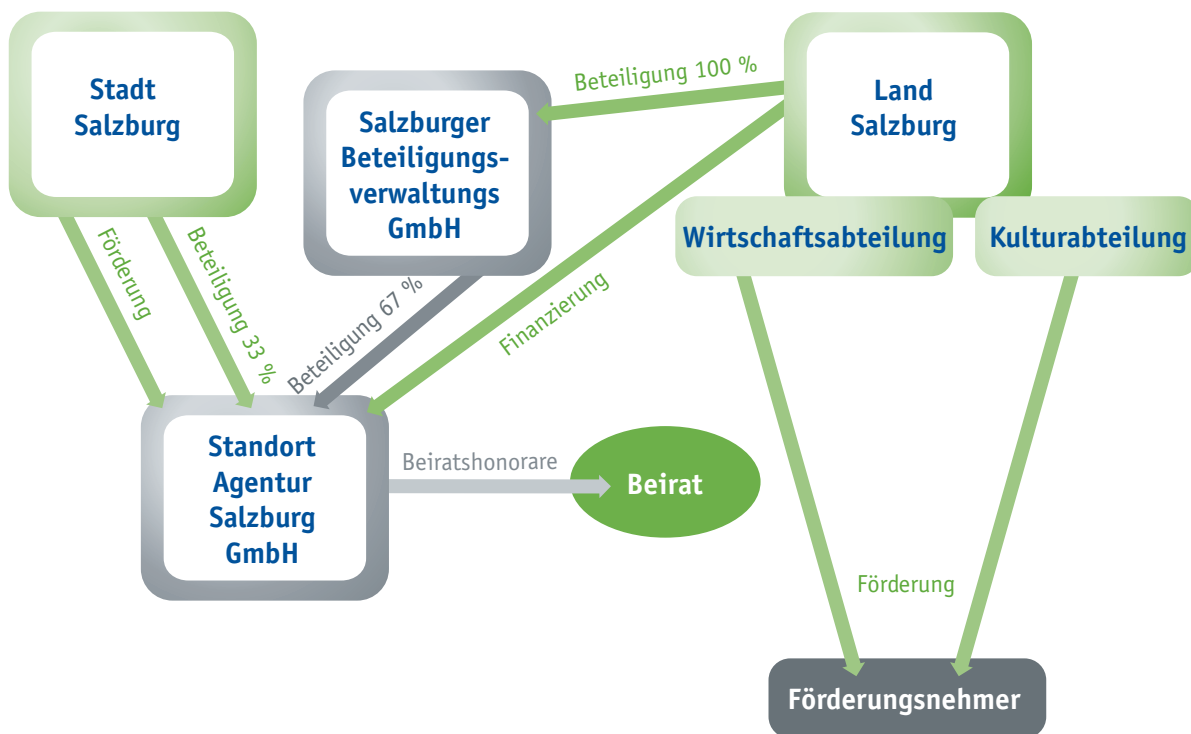 Stadt
Salzburg
Salzburger
Beteiligungs-
verwaltungs
GmbH
Beteiligung 100 %
Land
Salzburg
Wirtschaftsabteilung
Kulturabteilung
Förderung
Beteiligung 33 %
Beteiligung 67 %
Finanzierung
Standort
Agentur
Salzburg
GmbH
Beiratshonorare
Beirat
Förderung
Förderungsnehmer